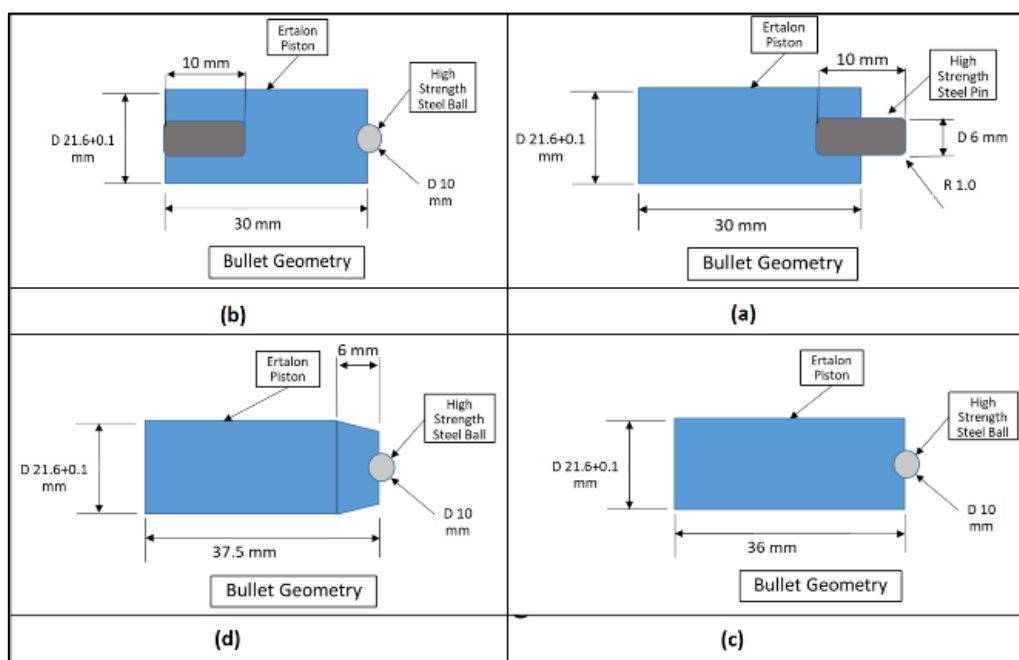 Ertalon
Piston
10 mm
High
Strength
Steel Ball
D 21.6+0.1
mm
D 10
mm
30 mm
Bullet Geometry
(b)
Ertalon
Piston
10 mm
High
Strength
Steel Pin
D 21.6+0.1
mm
D 6 mm
R 1.0
30 mm
Bullet Geometry
(a)
6 mm
Ertalon
Piston
High
Strength
Steel Ball
D 21.6+0.1
mm
D 10
mm
37.5 mm
Bullet Geometry
(d)
Ertalon
Piston
High
Strength
Steel Ball
D 21.6+0.1
mm
D 10
mm
36 mm
Bullet Geometry
(c)